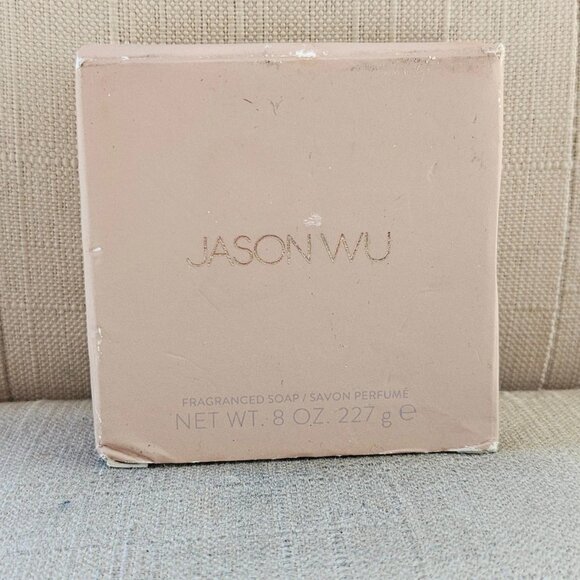 JASON WU
FRAGRANCED SOAP / SAVON PERFUMÉ
NET WT. 8 OZ. 227 g ℮